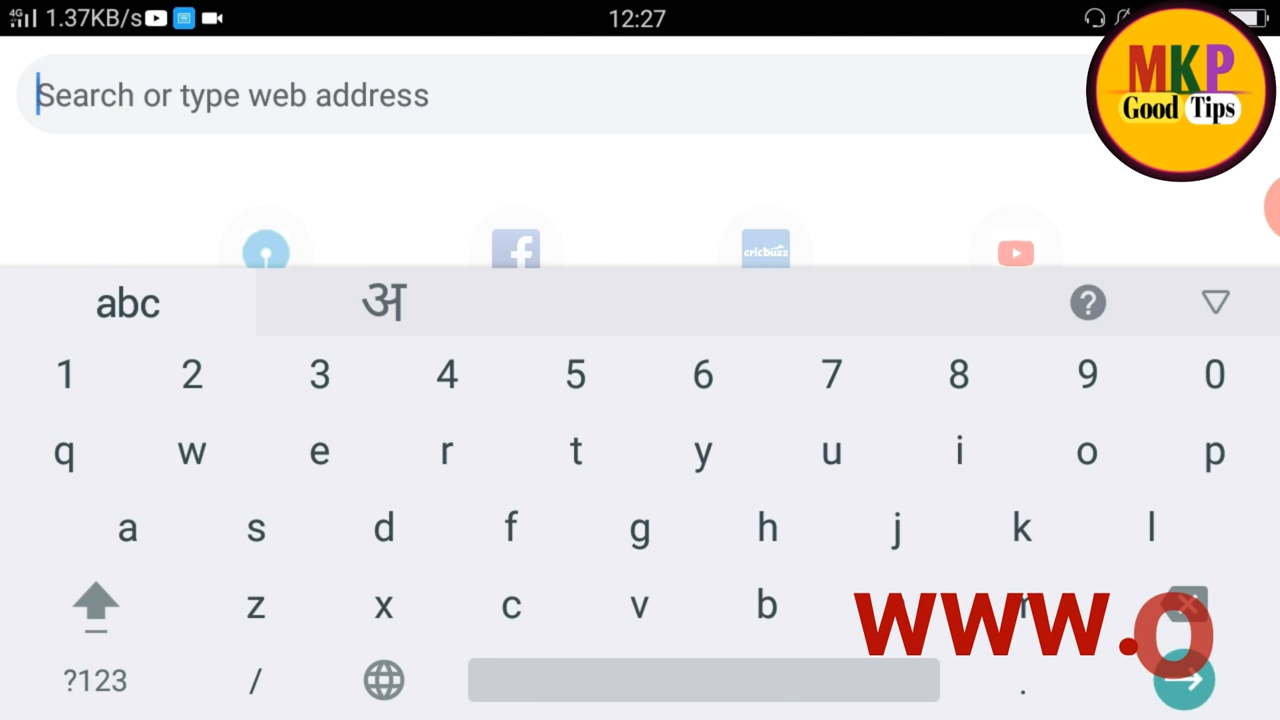 4G 1.37KB/s 12:27
MKP
Good Tips
Search or type web address
cricbuzz
abc अ ?
1 2 3 4 5 6 7 8 9 0
q w e r t y u i o p
a s d f g h j k l
z x c v b
www.o
?123 / .